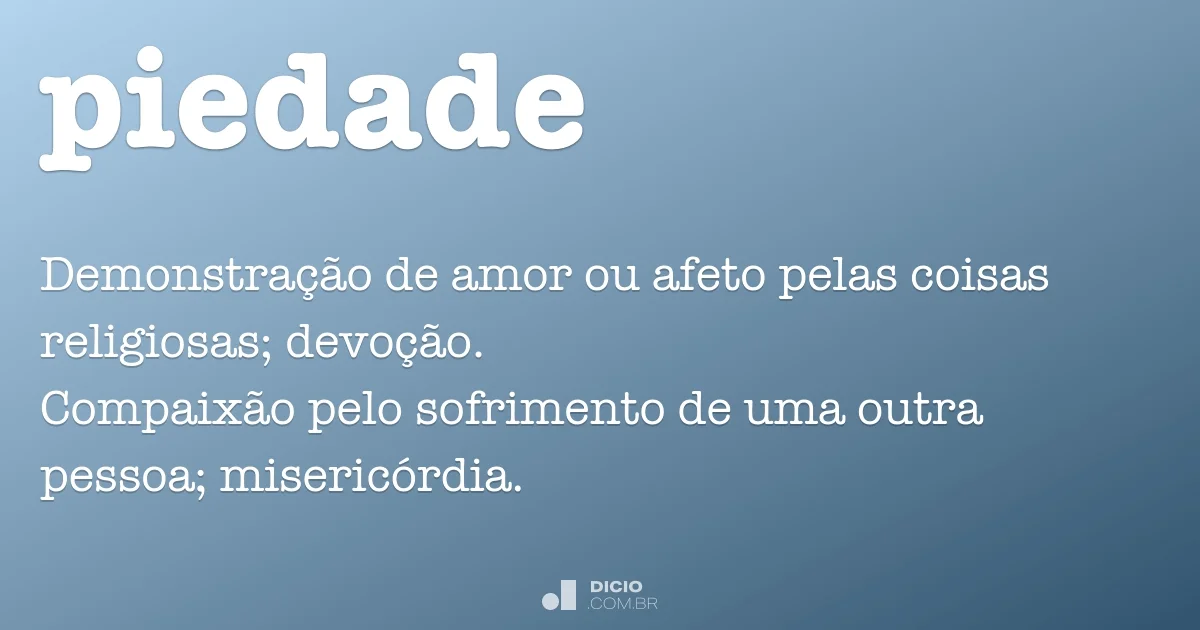 piedade
Demonstração de amor ou afeto pelas coisas
religiosas; devoção.
Compaixão pelo sofrimento de uma outra
pessoa; misericórdia.
DICIO
.COM.BR